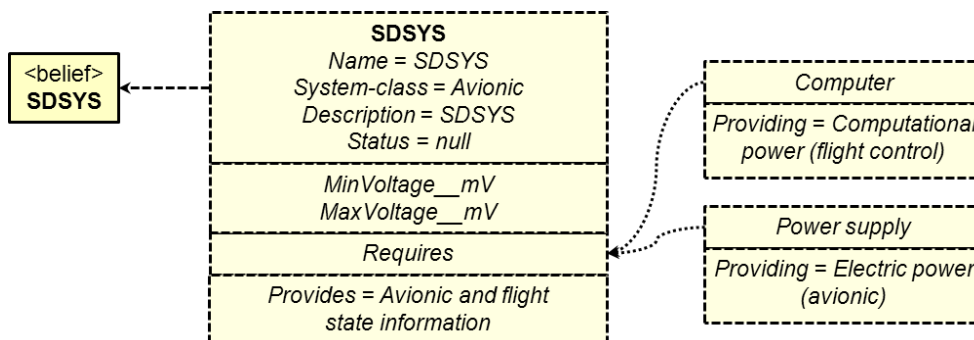 <belief>
SDSYS
SDSYS
Name = SDSYS
System-class = Avionic
Description = SDSYS
Status = null
MinVoltage__mV
MaxVoltage__mV
Requires
Provides = Avionic and flight
state information
Computer
Providing = Computational
power (flight control)
Power supply
Providing = Electric power
(avionic)